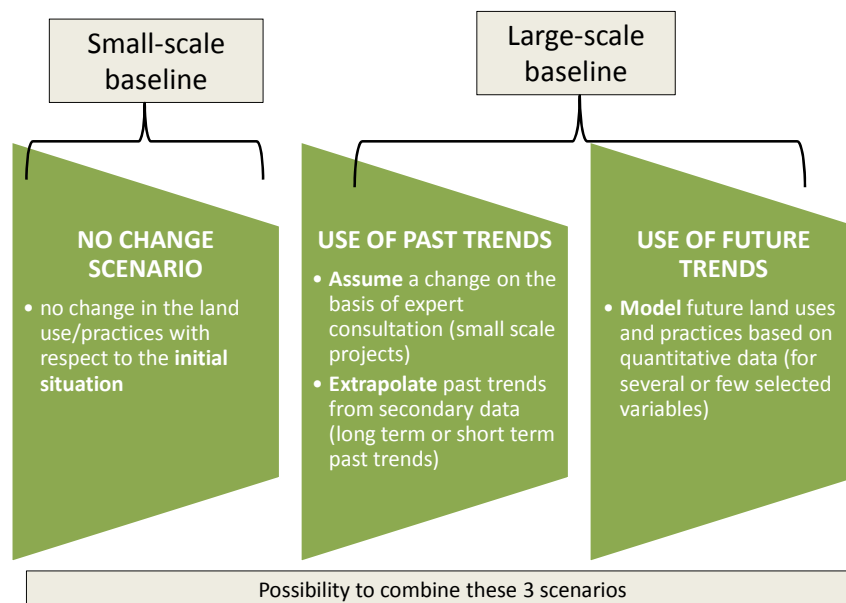 Small-scale
baseline
Large-scale
baseline
NO CHANGE
SCENARIO
• no change in the land
use/practices with
respect to the initial
situation
USE OF PAST TRENDS
• Assume a change on the
basis of expert
consultation (small scale
projects)
• Extrapolate past trends
from secondary data
(long term or short term
past trends)
USE OF FUTURE
TRENDS
• Model future land uses
and practices based on
quantitative data (for
several or few selected
variables)
Possibility to combine these 3 scenarios